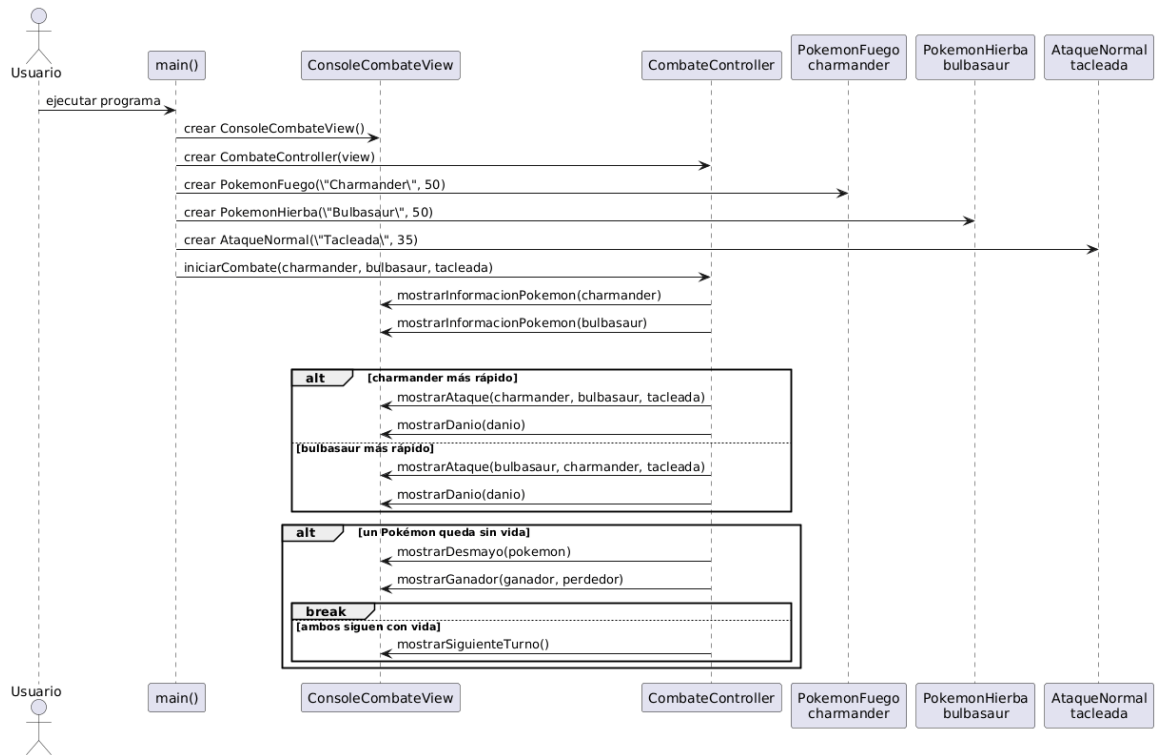 Usuario
main()
ConsoleCombateView
CombateController
PokemonFuego
charmander
PokemonHierba
bulbasaur
AtaqueNormal
tacleada
ejecutar programa
crear ConsoleCombateView()
crear CombateController(view)
crear PokemonFuego(\"Charmander\", 50)
crear PokemonHierba(\"Bulbasaur\", 50)
crear AtaqueNormal(\"Tacleada\", 35)
iniciarCombate(charmander, bulbasaur, tacleada)
mostrarInformacionPokemon(charmander)
mostrarInformacionPokemon(bulbasaur)
alt [charmander más rápido]
mostrarAtaque(charmander, bulbasaur, tacleada)
mostrarDanio(danio)
[bulbasaur más rápido]
mostrarAtaque(bulbasaur, charmander, tacleada)
mostrarDanio(danio)
alt [un Pokémon queda sin vida]
mostrarDesmayo(pokemon)
mostrarGanador(ganador, perdedor)
break
[ambos siguen con vida]
mostrarSiguienteTurno()
Usuario
main()
ConsoleCombateView
CombateController
PokemonFuego
charmander
PokemonHierba
bulbasaur
AtaqueNormal
tacleada